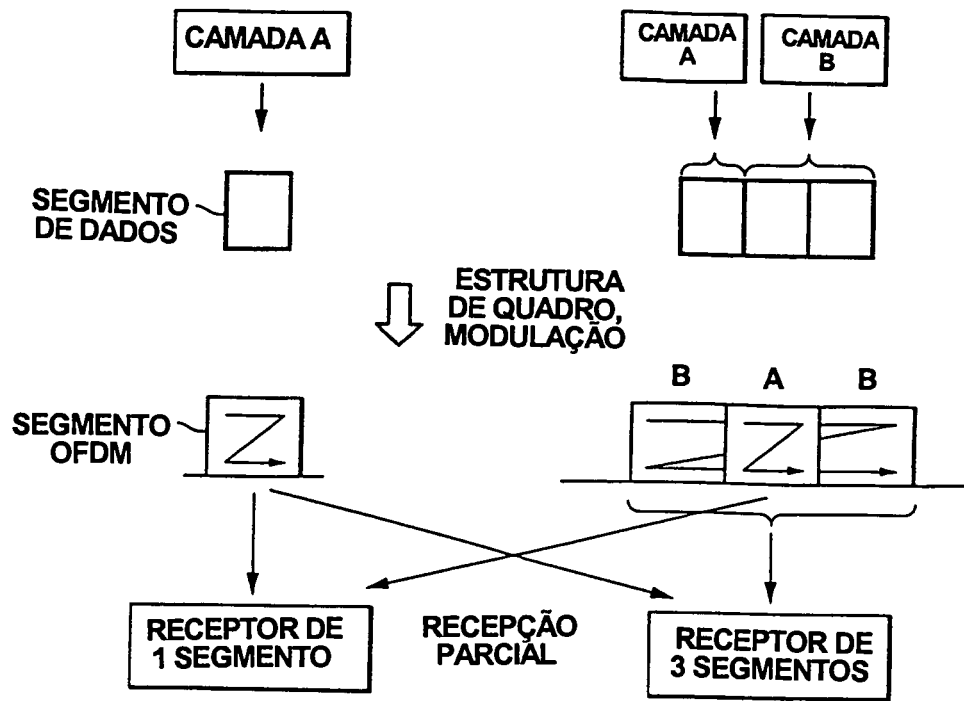 CAMADA A
CAMADA
A
CAMADA
B
SEGMENTO
DE DADOS
ESTRUTURA
DE QUADRO,
MODULAÇÃO
B A B
SEGMENTO
OFDM
RECEPTOR DE
1 SEGMENTO
RECEPÇÃO
PARCIAL
RECEPTOR DE
3 SEGMENTOS